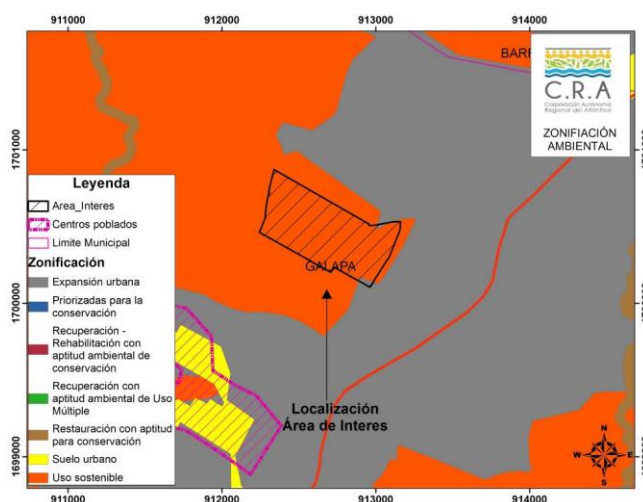 911000 912000 913000 914000
BARR
C.R.A
Corporación Autónoma
Regional del Atlántico
ZONIFIACIÓN
AMBIENTAL
1701000
1700000
1699000
GALAPA
Localización
Área de Interes
Leyenda
Area_Interes
Centros poblados
Limite Municipal
Zonificación
Expansión urbana
Priorizadas para la
conservación
Recuperación -
Rehabilitación con
aptitud ambiental de
conservación
Recuperación con
aptitud ambiental de Uso
Múltiple
Restauración con aptitud
para conservación
Suelo urbano
Uso sostenible
N
W E
S
911000 912000 913000 914000